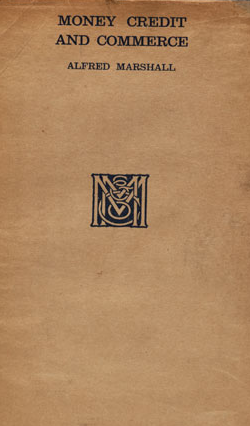 MONEY CREDIT
AND COMMERCE
ALFRED MARSHALL